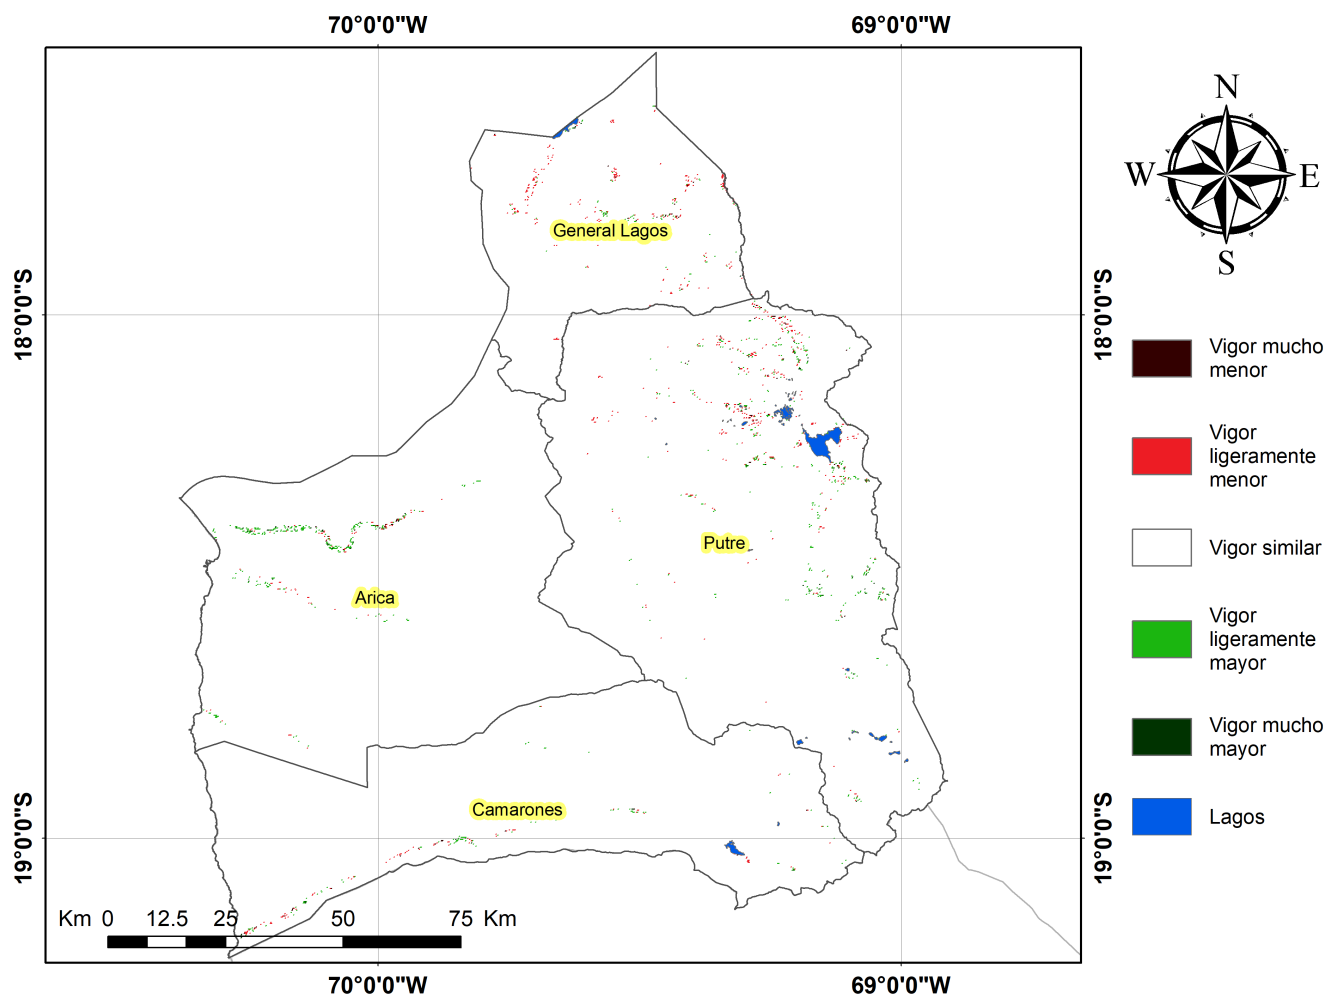 70°0'0"W
69°0'0"W
N
W
E
S
General Lagos
18°0'0"S
18°0'0"S
Vigor mucho
menor
Vigor
ligeramente
menor
Putre
Vigor similar
Arica
Vigor
ligeramente
mayor
Vigor mucho
mayor
Camarones
Lagos
19°0'0"S
19°0'0"S
Km 0 12.5 25 50 75 Km
70°0'0"W
69°0'0"W